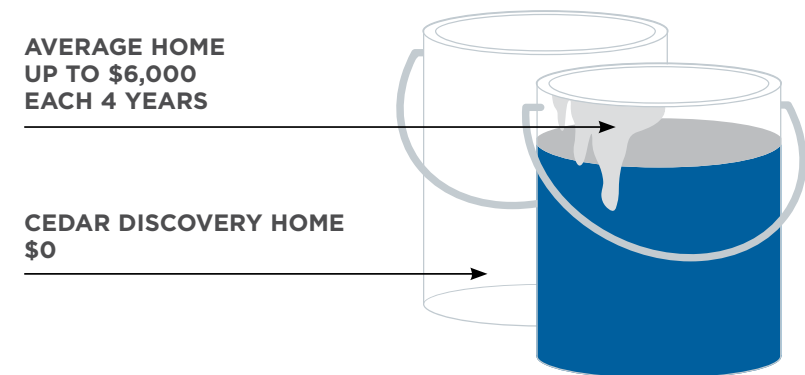 AVERAGE HOME
UP TO $6,000
EACH 4 YEARS
CEDAR DISCOVERY HOME
$0